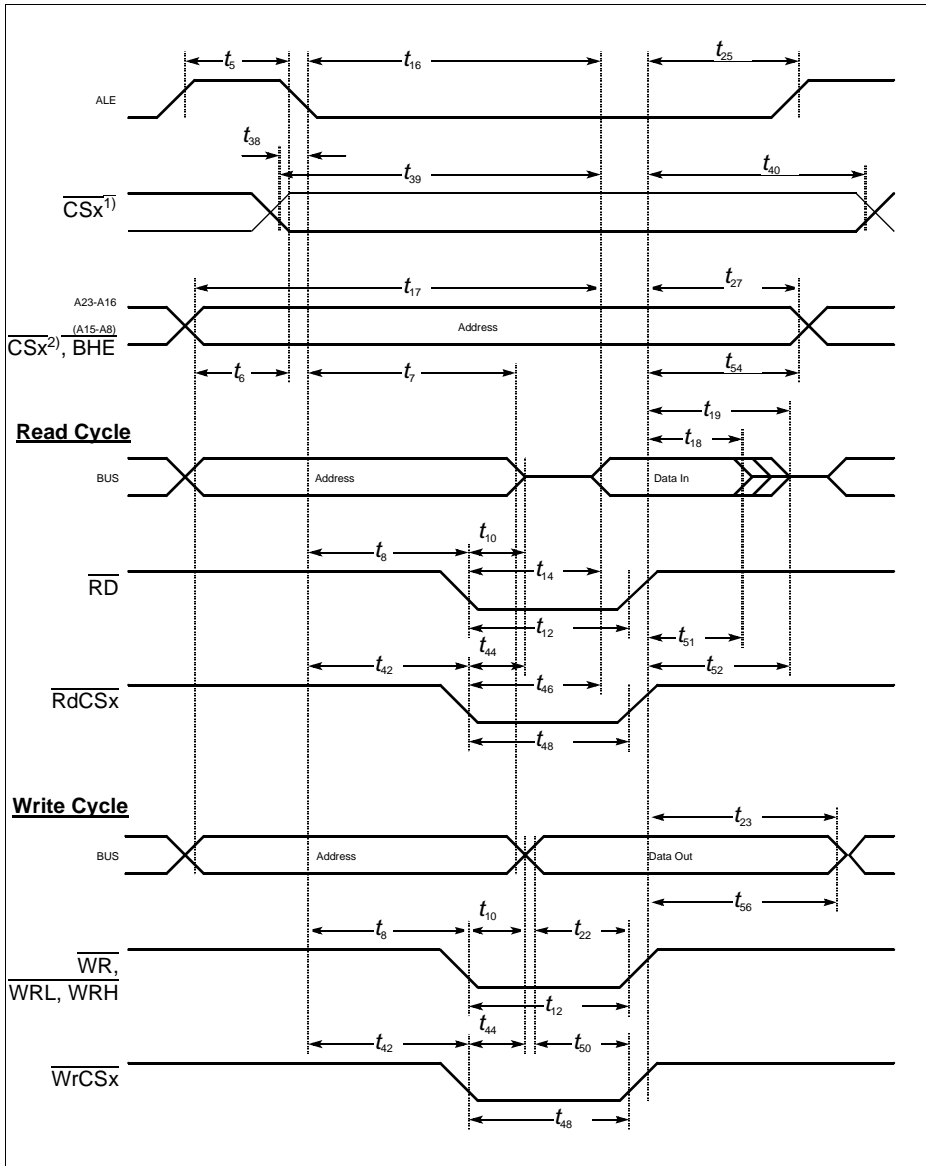 t5 t16 t25
ALE
t38
t39 t40
CSx1)
t17 t27
A23-A16
(A15-A8)
Address
CSx2), BHE
t6 t7 t54
t19
Read Cycle
t18
BUS Address Data In
t10
t8
t14
RD
t12
t51
t44
t42 t52
t46
RdCSx
t48
Write Cycle
t23
BUS Address Data Out
t56
t10
t8 t22
WR,
WRL, WRH
t12
t44
t42 t50
WrCSx
t48